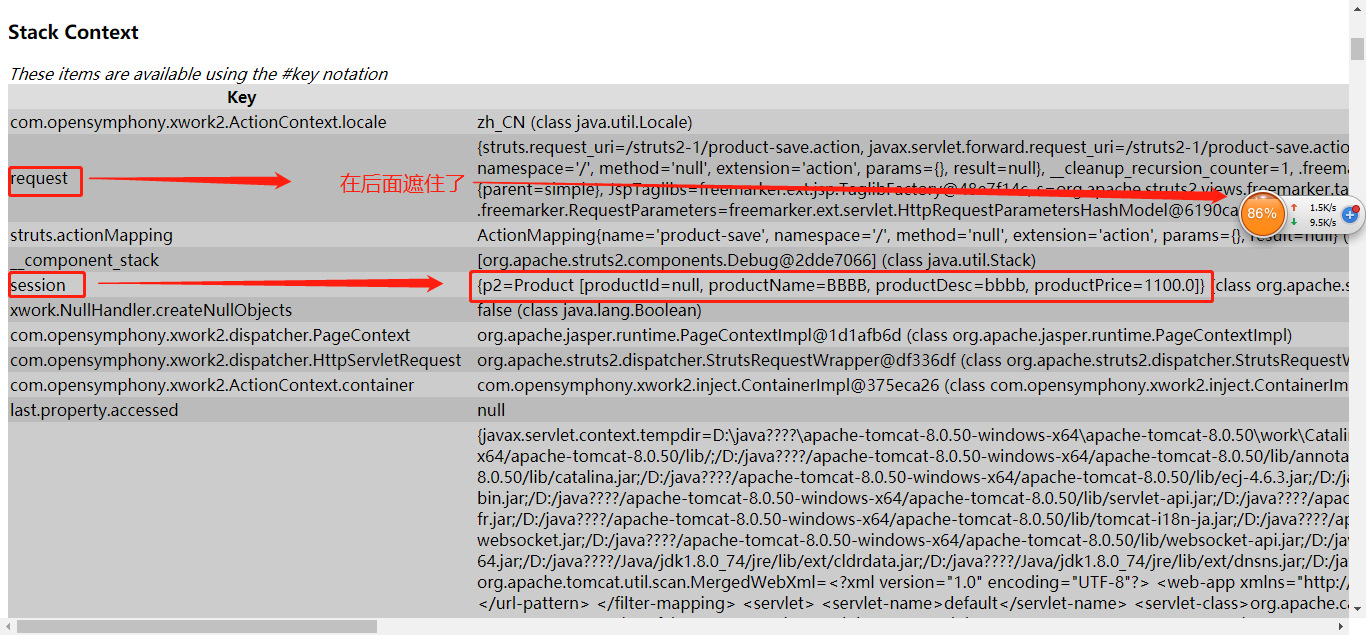 Stack Context
These items are available using the #key notation
Key
com.opensymphony.xwork2.ActionContext.locale zh_CN (class java.util.Locale)
{struts.request_uri=/struts2-1/product-save.action, javax.servlet.forward.request_uri=/struts2-1/product-save.actio
namespace='/', method='null', extension='action', params={}, result=null}, __cleanup_recursion_counter=1, .freema
request 在后面遮住了 {parent=simple}, JspTaglibs=freemarker.ext.jsp.TaglibFactory@48e7f14c, s=org.apache.struts2.views.freemarker.ta
.freemarker.RequestParameters=freemarker.ext.servlet.HttpRequestParametersHashModel@6190ca
86% 1.5K/s
9.5K/s
struts.actionMapping ActionMapping{name='product-save', namespace='/', method='null', extension='action', params={}, result=null} (
__component_stack [org.apache.struts2.components.Debug@2dde7066] (class java.util.Stack)
session {p2=Product [productId=null, productName=BBBB, productDesc=bbbb, productPrice=1100.0]} (class org.apache.s
xwork.NullHandler.createNullObjects false (class java.lang.Boolean)
com.opensymphony.xwork2.dispatcher.PageContext org.apache.jasper.runtime.PageContextImpl@1d1afb6d (class org.apache.jasper.runtime.PageContextImpl)
com.opensymphony.xwork2.dispatcher.HttpServletRequest org.apache.struts2.dispatcher.StrutsRequestWrapper@df336df (class org.apache.struts2.dispatcher.StrutsRequestW
com.opensymphony.xwork2.ActionContext.container com.opensymphony.xwork2.inject.ContainerImpl@375eca26 (class com.opensymphony.xwork2.inject.ContainerIm
last.property.accessed null
{javax.servlet.context.tempdir=D:\java????\apache-tomcat-8.0.50-windows-x64\apache-tomcat-8.0.50\work\Catali
x64/apache-tomcat-8.0.50/lib/;/D:/java????/apache-tomcat-8.0.50-windows-x64/apache-tomcat-8.0.50/lib/annota
8.0.50/lib/catalina.jar;/D:/java????/apache-tomcat-8.0.50-windows-x64/apache-tomcat-8.0.50/lib/ecj-4.6.3.jar;/D:/
bin.jar;/D:/java????/apache-tomcat-8.0.50-windows-x64/apache-tomcat-8.0.50/lib/servlet-api.jar;/D:/java????/apac
fr.jar;/D:/java????/apache-tomcat-8.0.50-windows-x64/apache-tomcat-8.0.50/lib/tomcat-i18n-ja.jar;/D:/java????/ap
websocket.jar;/D:/java????/apache-tomcat-8.0.50-windows-x64/apache-tomcat-8.0.50/lib/websocket-api.jar;/D:/
64.jar;/D:/java????/Java/jdk1.8.0_74/jre/lib/ext/cldrdata.jar;/D:/java????/Java/jdk1.8.0_74/jre/lib/ext/dnsns.jar;/D:/
org.apache.tomcat.util.scan.MergedWebXml=<?xml version="1.0" encoding="UTF-8"?> <web-app xmlns="http:/
</url-pattern> </filter-mapping> <servlet> <servlet-name>default</servlet-name> <servlet-class>org.apache.ca